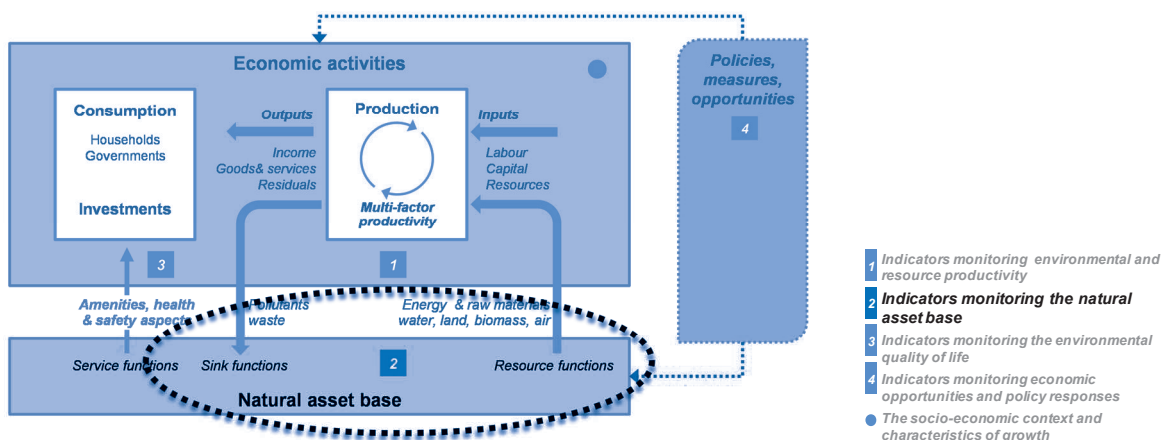 Economic activities
Consumption
Households
Governments
Investments
Outputs
Income
Goods& services
Residuals
Production
Multi-factor
productivity
Inputs
Labour
Capital
Resources
3
1
Policies,
measures,
opportunities
4
Amenities, health
& safety aspects
Pollutants
waste
Energy & raw materials
water, land, biomass, air
Service functions
Sink functions
2
Resource functions
Natural asset base
1 Indicators monitoring environmental and
resource productivity
2 Indicators monitoring the natural
asset base
3 Indicators monitoring the environmental
quality of life
4 Indicators monitoring economic
opportunities and policy responses
The socio-economic context and
characteristics of growth